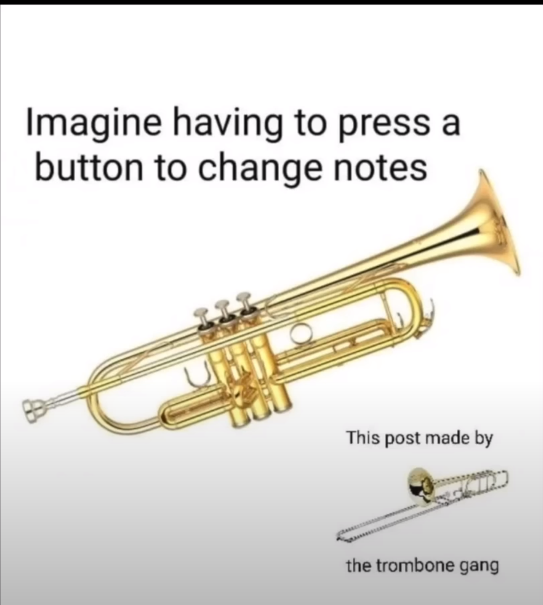 Imagine having to press a
button to change notes
This post made by
the trombone gang